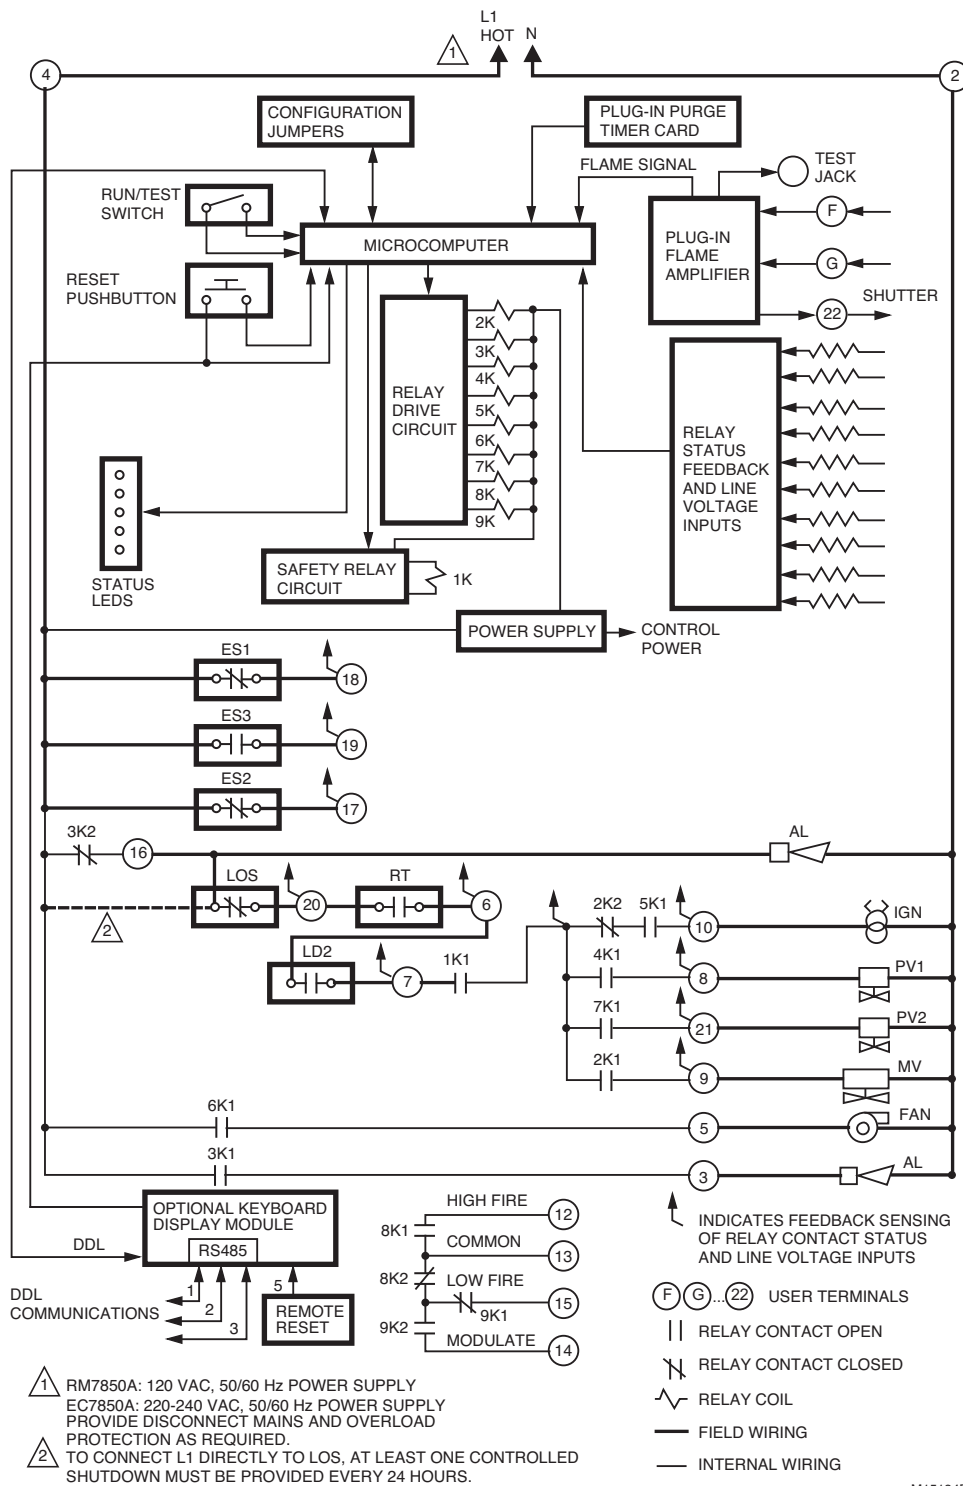 L1
HOT N
1
4
2
CONFIGURATION
JUMPERS
PLUG-IN PURGE
TIMER CARD
FLAME SIGNAL
TEST
JACK
RUN/TEST
SWITCH
MICROCOMPUTER
PLUG-IN
FLAME
AMPLIFIER
F
G
22
SHUTTER
RESET
PUSHBUTTON
RELAY
DRIVE
CIRCUIT
2K
3K
4K
5K
6K
7K
8K
9K
RELAY
STATUS
FEEDBACK
AND LINE
VOLTAGE
INPUTS
STATUS
LEDS
SAFETY RELAY
CIRCUIT
1K
POWER SUPPLY
CONTROL
POWER
ES1
18
ES3
19
ES2
17
3K2
16
AL
LOS
20
RT
6
2
LD2
7
1K1
2K2
5K1
10
IGN
4K1
8
PV1
7K1
21
PV2
2K1
9
MV
6K1
5
FAN
3K1
3
AL
OPTIONAL KEYBOARD
DISPLAY MODULE
RS485
DDL
DDL
COMMUNICATIONS
1
2
3
5
REMOTE
RESET
HIGH FIRE
12
8K1
COMMON
13
8K2
LOW FIRE
15
9K1
9K2
MODULATE
14
INDICATES FEEDBACK SENSING
OF RELAY CONTACT STATUS
AND LINE VOLTAGE INPUTS
F G ... 22 USER TERMINALS
RELAY CONTACT OPEN
RELAY CONTACT CLOSED
RELAY COIL
FIELD WIRING
INTERNAL WIRING
1 RM7850A: 120 VAC, 50/60 Hz POWER SUPPLY
EC7850A: 220-240 VAC, 50/60 Hz POWER SUPPLY
PROVIDE DISCONNECT MAINS AND OVERLOAD
PROTECTION AS REQUIRED.
2 TO CONNECT L1 DIRECTLY TO LOS, AT LEAST ONE CONTROLLED
SHUTDOWN MUST BE PROVIDED EVERY 24 HOURS.